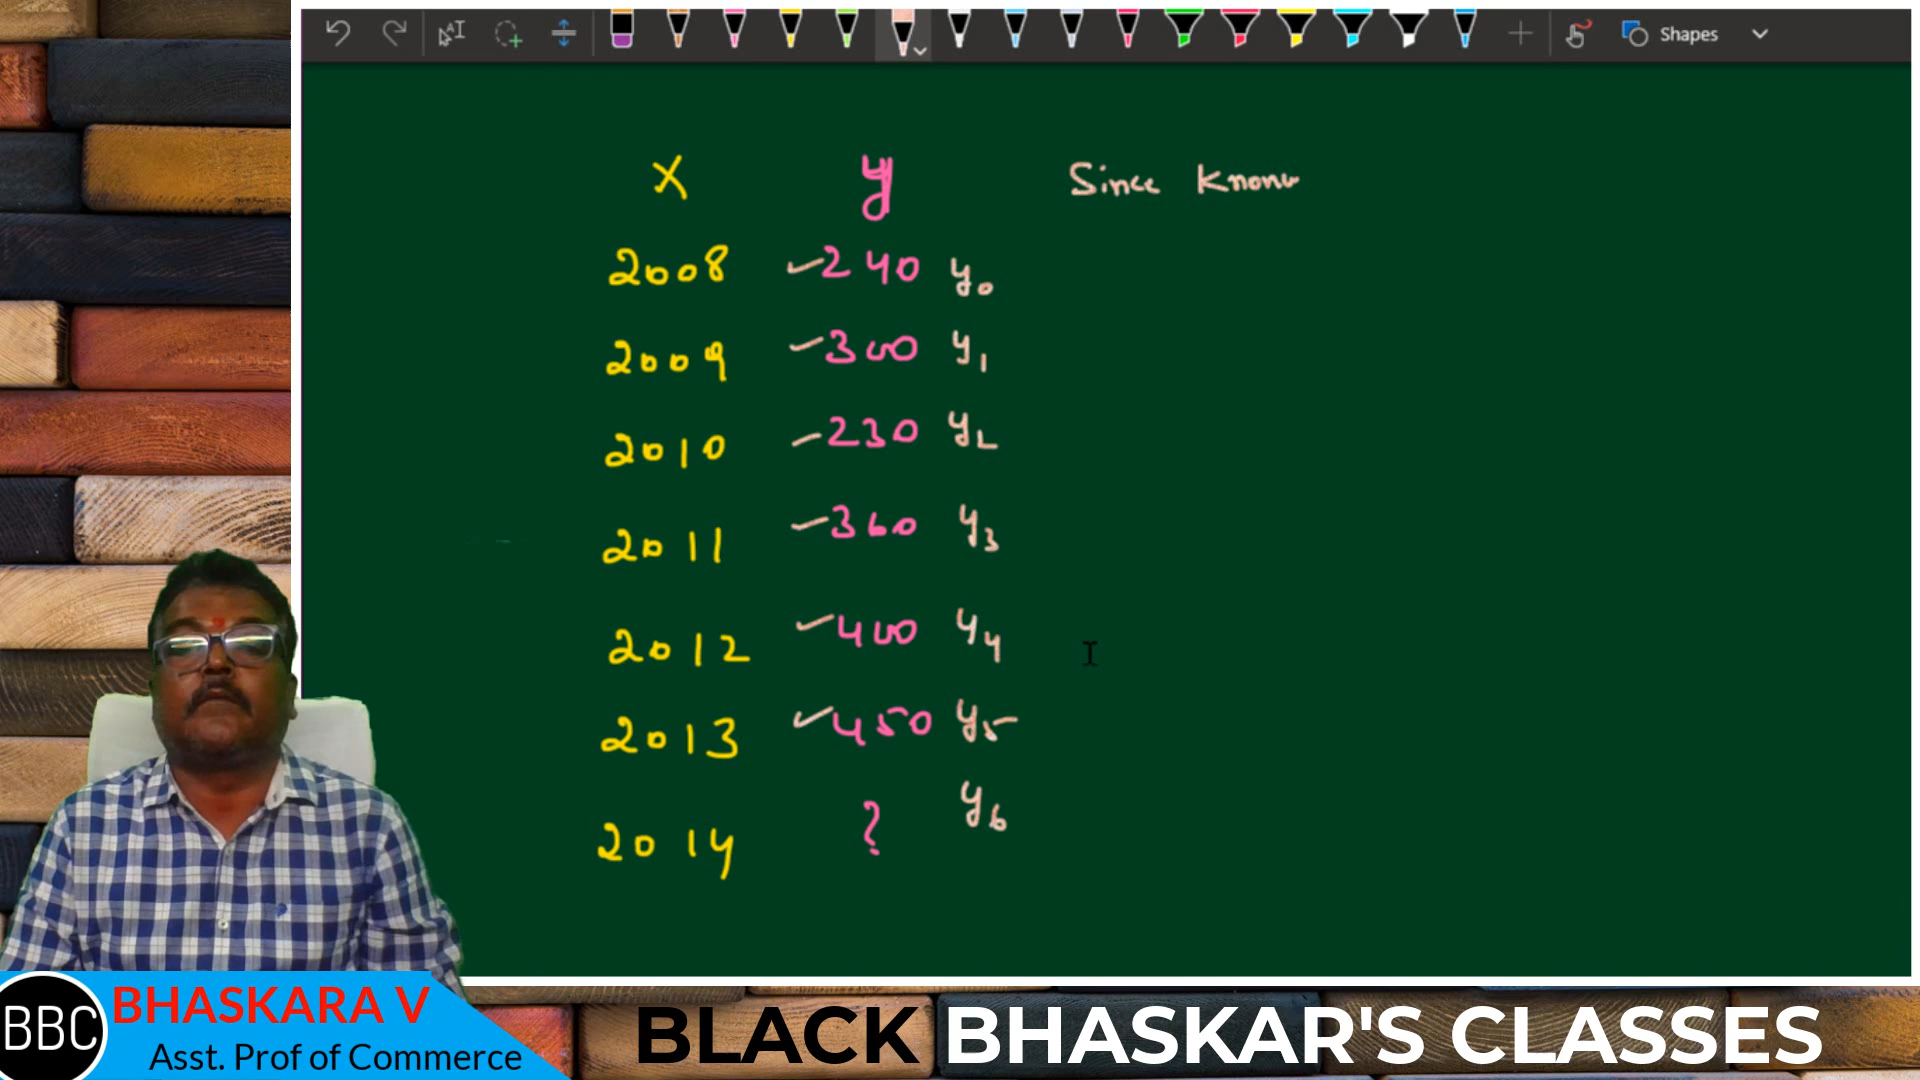 Shapes
X y Since Known
2008 240 y0
2009 300 y1
2010 230 y2
2011 360 y3
2012 400 y4
2013 450 y5
2014 ? y6
BBC BHASKARA V
Asst. Prof of Commerce
BLACK BHASKAR'S CLASSES